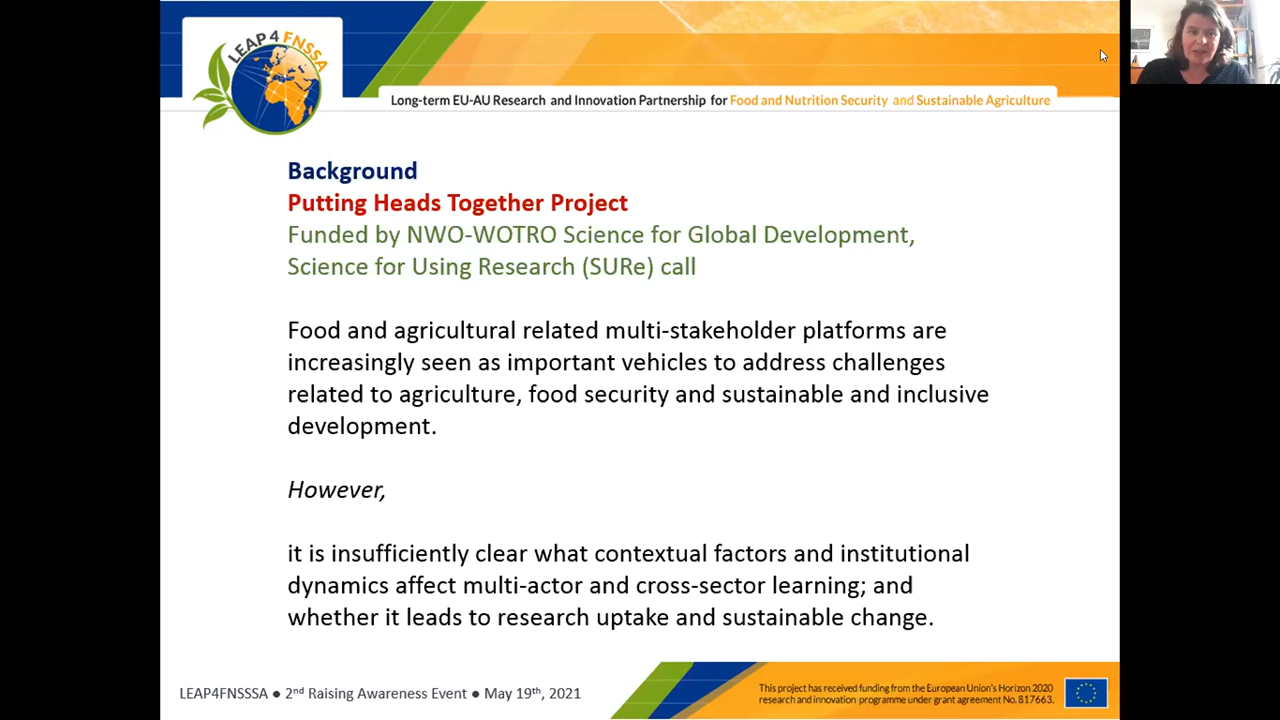 LEAP4FNSSA
Long-term EU-AU Research and Innovation Partnership for Food and Nutrition Security and Sustainable Agriculture
Background
Putting Heads Together Project
Funded by NWO-WOTRO Science for Global Development,
Science for Using Research (SURe) call
Food and agricultural related multi-stakeholder platforms are
increasingly seen as important vehicles to address challenges
related to agriculture, food security and sustainable and inclusive
development.
However,
it is insufficiently clear what contextual factors and institutional
dynamics affect multi-actor and cross-sector learning; and
whether it leads to research uptake and sustainable change.
LEAP4FNSSSA ● 2nd Raising Awareness Event ● May 19th, 2021
This project has received funding from the European Union's Horizon 2020
research and innovation programme under grant agreement No.817663.